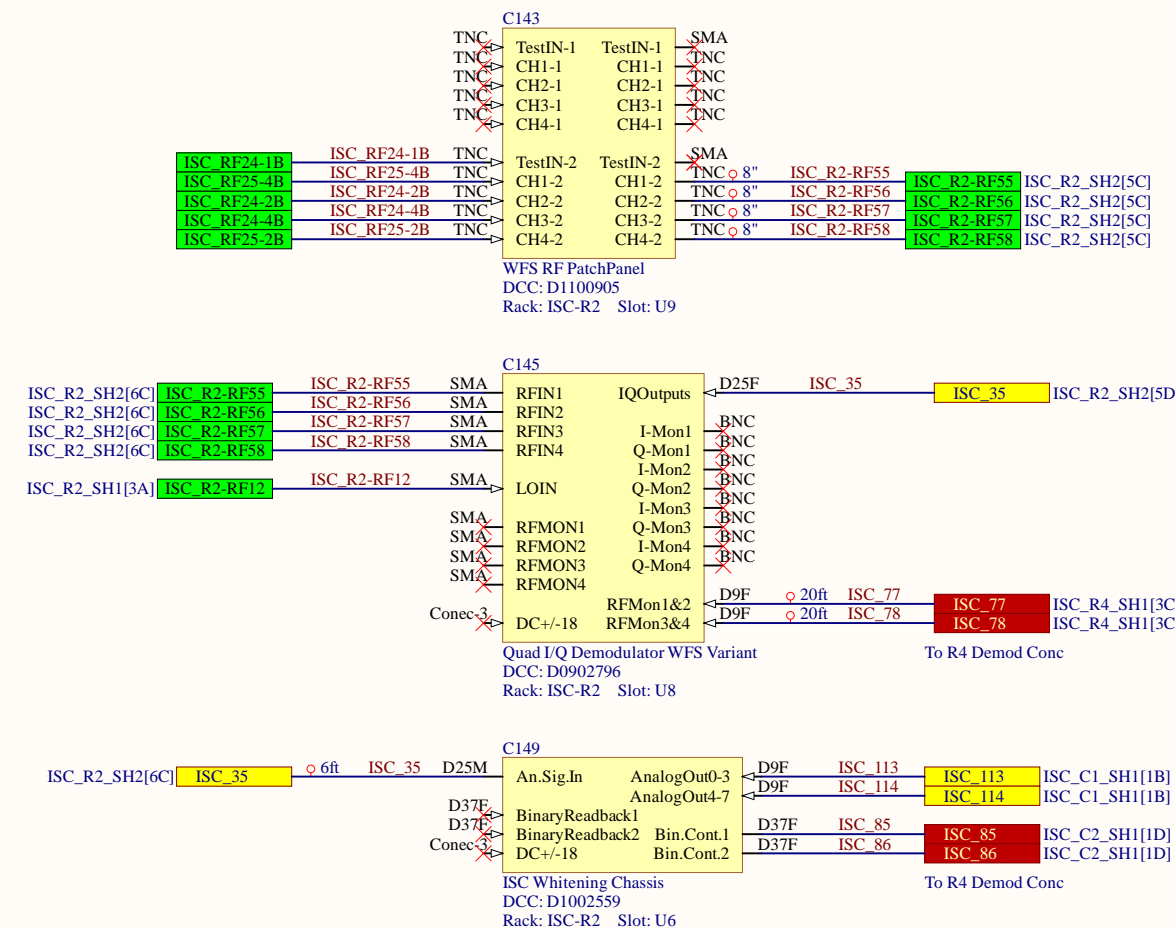 C143
TNC TestIN-1 TestIN-1 SMA
TNC CH1-1 CH1-1 TNC
TNC CH2-1 CH2-1 TNC
TNC CH3-1 CH3-1 TNC
TNC CH4-1 CH4-1 TNC
ISC_RF24-1B ISC_RF24-1B TNC TestIN-2 TestIN-2 SMA
ISC_RF25-4B ISC_RF25-4B TNC CH1-2 CH1-2 TNC 8" ISC_R2-RF55 ISC_R2-RF55 ISC_R2_SH2[5C]
ISC_RF24-2B ISC_RF24-2B TNC CH2-2 CH2-2 TNC 8" ISC_R2-RF56 ISC_R2-RF56 ISC_R2_SH2[5C]
ISC_RF24-4B ISC_RF24-4B TNC CH3-2 CH3-2 TNC 8" ISC_R2-RF57 ISC_R2-RF57 ISC_R2_SH2[5C]
ISC_RF25-2B ISC_RF25-2B TNC CH4-2 CH4-2 TNC 8" ISC_R2-RF58 ISC_R2-RF58 ISC_R2_SH2[5C]
WFS RF PatchPanel
DCC: D1100905
Rack: ISC-R2 Slot: U9
C145
ISC_R2_SH2[6C] ISC_R2-RF55 ISC_R2-RF55 SMA RFIN1 IQOutputs D25F ISC_35 ISC_35 ISC_R2_SH2[5D
ISC_R2_SH2[6C] ISC_R2-RF56 ISC_R2-RF56 SMA RFIN2
ISC_R2_SH2[6C] ISC_R2-RF57 ISC_R2-RF57 SMA RFIN3 I-Mon1 BNC
ISC_R2_SH2[6C] ISC_R2-RF58 ISC_R2-RF58 SMA RFIN4 Q-Mon1 BNC
I-Mon2 BNC
ISC_R2_SH1[3A] ISC_R2-RF12 ISC_R2-RF12 SMA LOIN Q-Mon2 BNC
I-Mon3 BNC
SMA RFMON1 Q-Mon3 BNC
SMA RFMON2 I-Mon4 BNC
SMA RFMON3 Q-Mon4 BNC
SMA RFMON4
RFMon1&2 D9F 20ft ISC_77 ISC_77 ISC_R4_SH1[3C
Conec-3 DC+/-18 RFMon3&4 D9F 20ft ISC_78 ISC_78 ISC_R4_SH1[3C
Quad I/Q Demodulator WFS Variant To R4 Demod Conc
DCC: D0902796
Rack: ISC-R2 Slot: U8
C149
ISC_R2_SH2[6C] ISC_35 6ft ISC_35 D25M An.Sig.In AnalogOut0-3 D9F ISC_113 ISC_113 ISC_C1_SH1[1B]
AnalogOut4-7 D9F ISC_114 ISC_114 ISC_C1_SH1[1B]
D37F BinaryReadback1
D37F BinaryReadback2 Bin.Cont.1 D37F ISC_85 ISC_85 ISC_C2_SH1[1D]
Conec-3 DC+/-18 Bin.Cont.2 D37F ISC_86 ISC_86 ISC_C2_SH1[1D]
ISC Whitening Chassis To R4 Demod Conc
DCC: D1002559
Rack: ISC-R2 Slot: U6